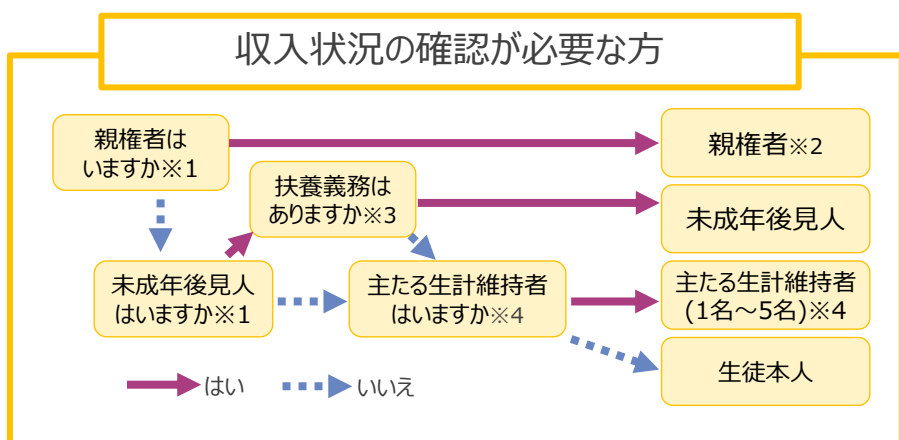 収入状況の確認が必要な方
親権者は
いますか※1
親権者※2
扶養義務は
ありますか※3
未成年後見人
未成年後見人
はいますか※1
主たる生計維持者
はいますか※4
主たる生計維持者
(1名～5名)※4
生徒本人
はい
いいえ